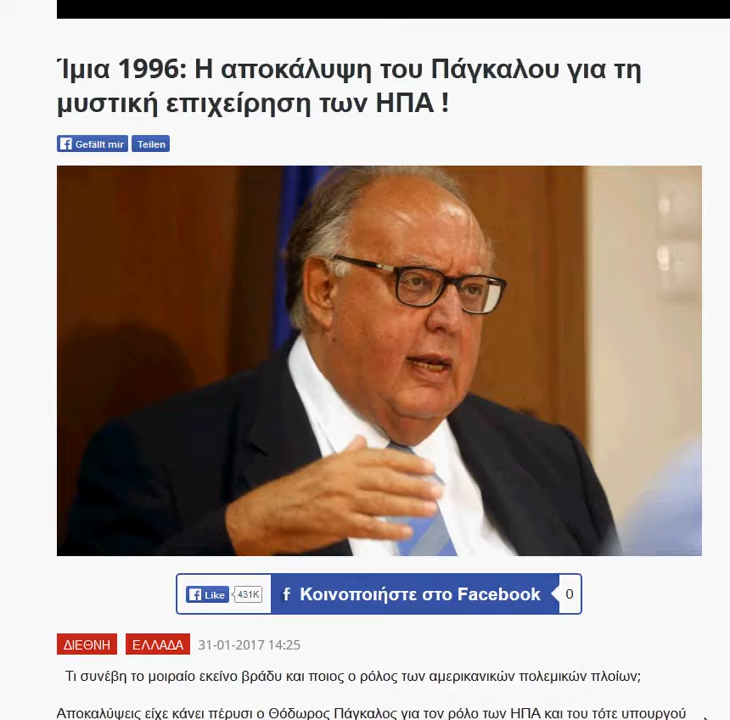 Ίμια 1996: Η αποκάλυψη του Πάγκαλου για τη
μυστική επιχείρηση των ΗΠΑ !
Gefällt mir Teilen
Like 431K Κοινοποιήστε στο Facebook 0
ΔΙΕΘΝΗ ΕΛΛΑΔΑ 31-01-2017 14:25
Τι συνέβη το μοιραίο εκείνο βράδυ και ποιος ο ρόλος των αμερικανικών πολεμικών πλοίων;
Αποκαλύψεις είχε κάνει πέρυσι ο Θόδωρος Πάγκαλος για τον ρόλο των ΗΠΑ και του τότε υπουργού